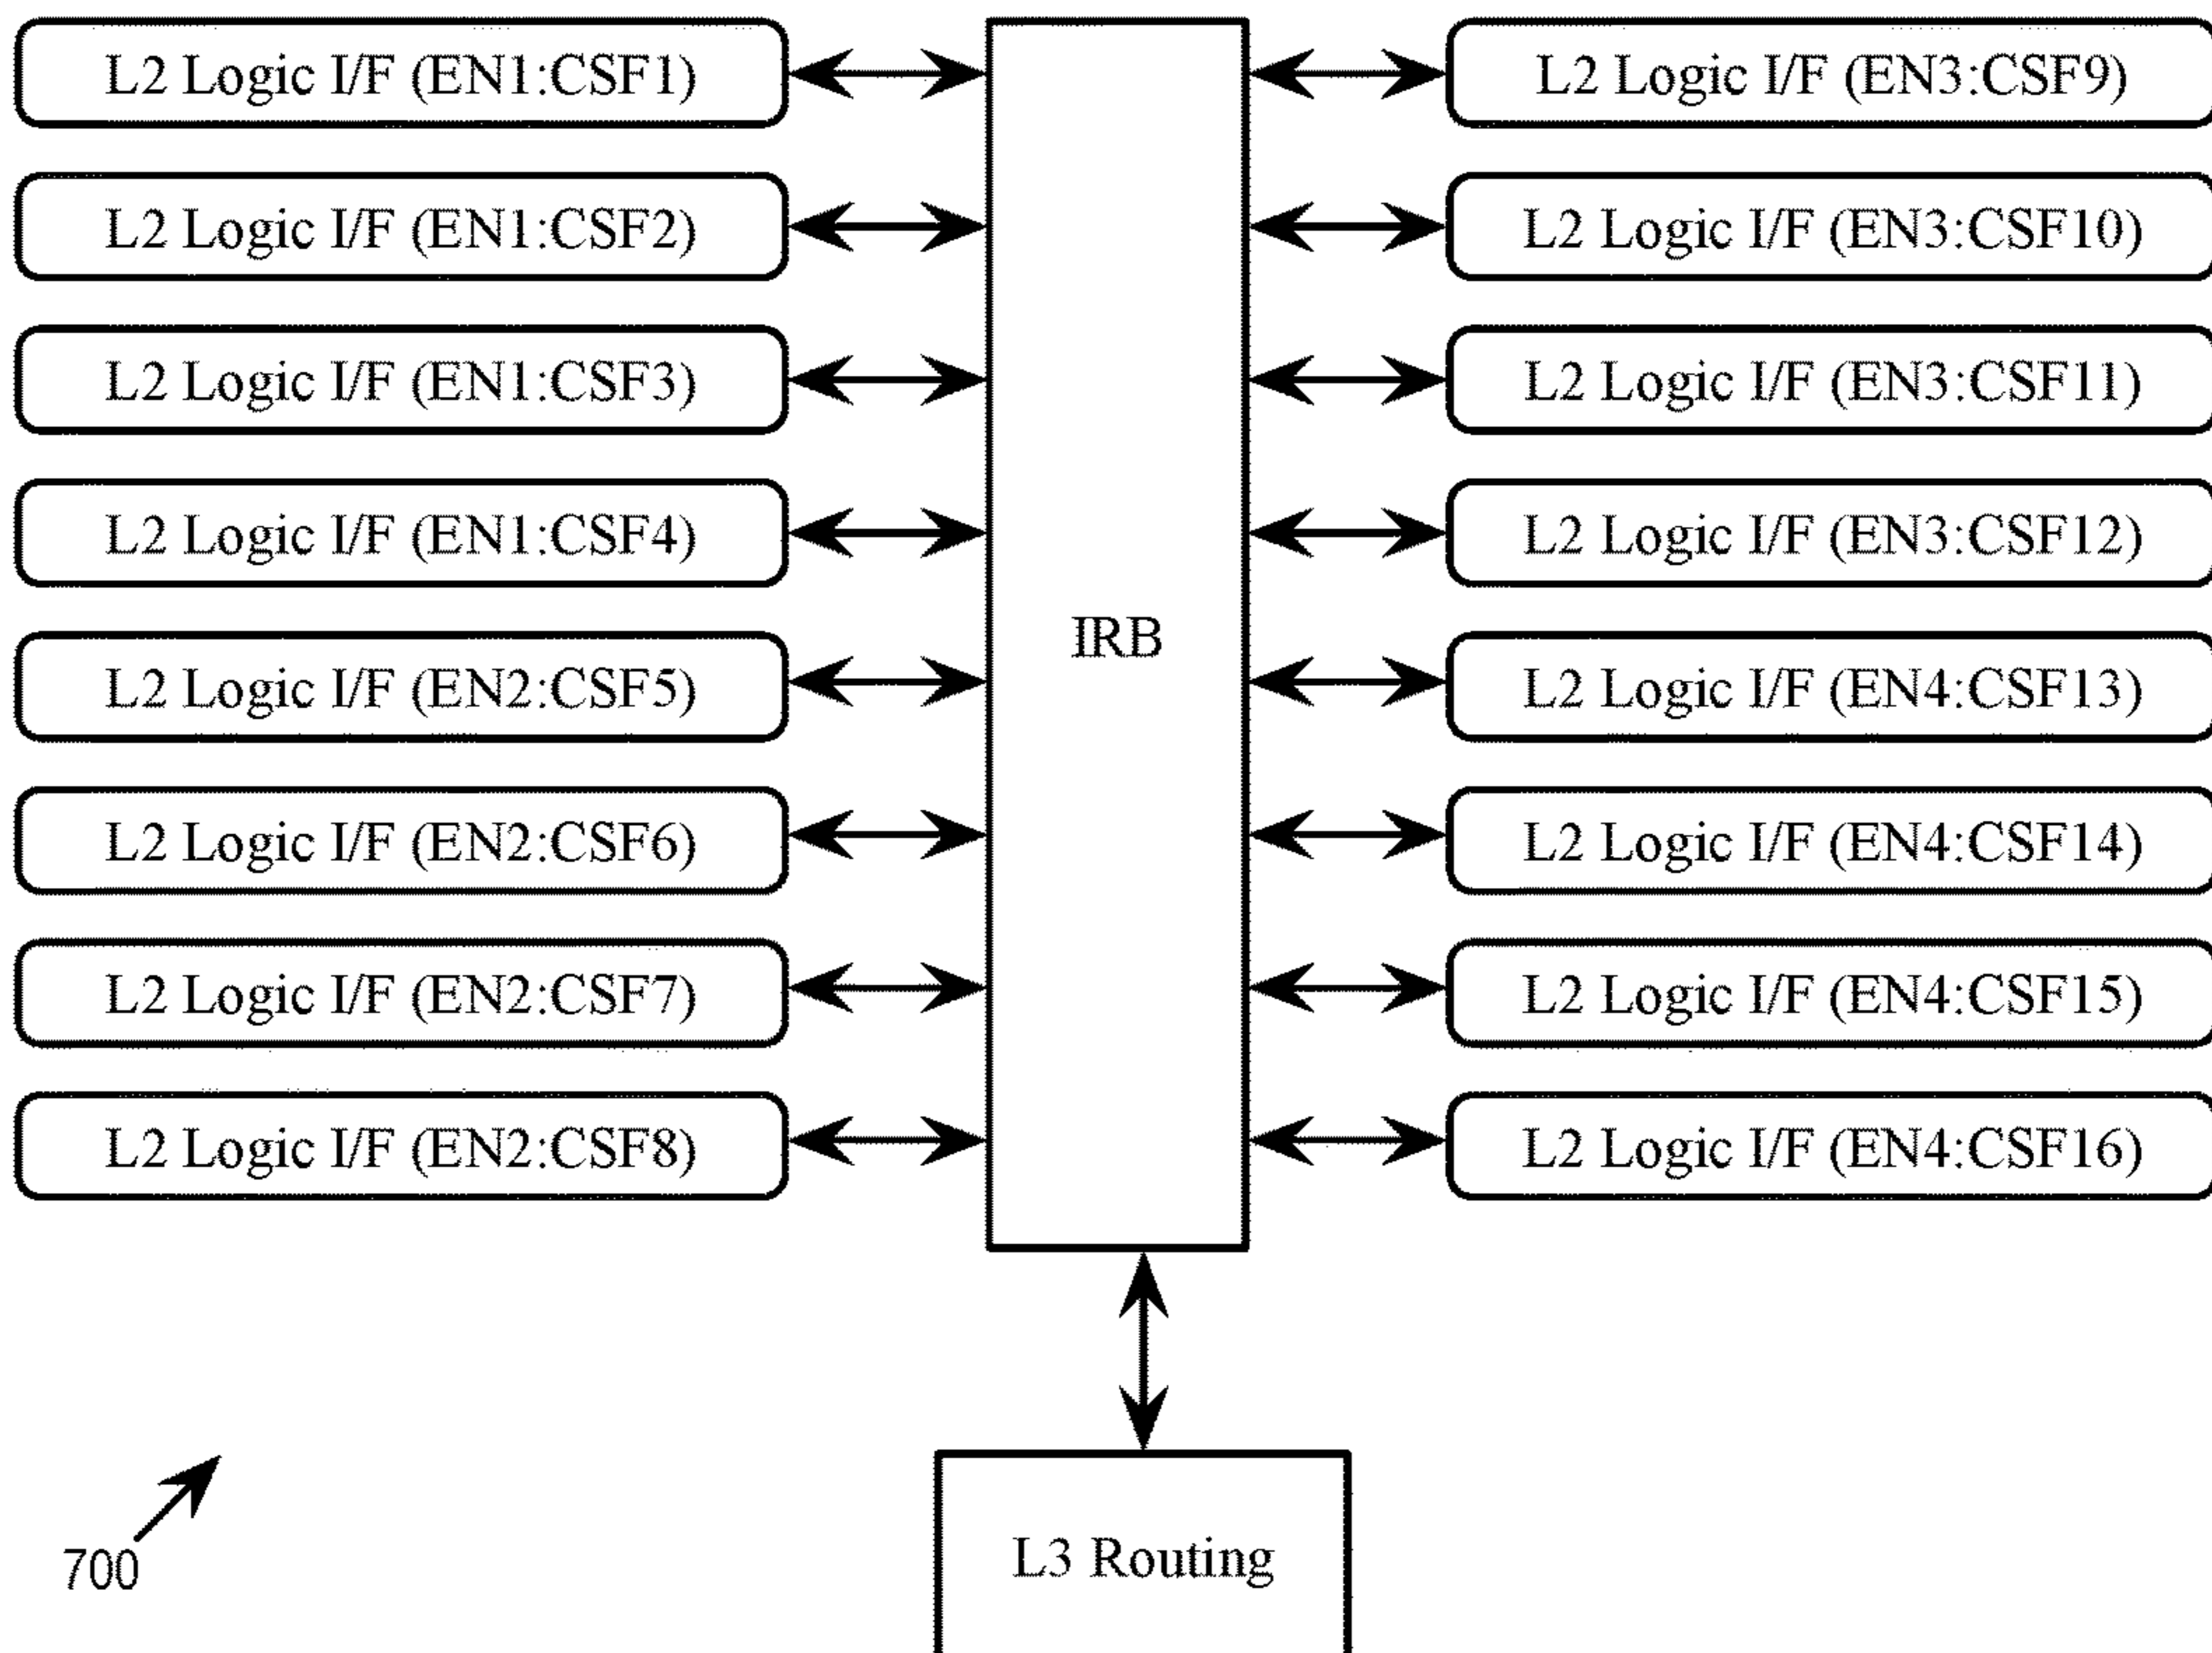 L2 Logic I/F (EN1:CSF1)
L2 Logic I/F (EN1:CSF2)
L2 Logic I/F (EN1:CSF3)
L2 Logic I/F (EN1:CSF4)
L2 Logic I/F (EN2:CSF5)
L2 Logic I/F (EN2:CSF6)
L2 Logic I/F (EN2:CSF7)
L2 Logic I/F (EN2:CSF8)
IRB
L2 Logic I/F (EN3:CSF9)
L2 Logic I/F (EN3:CSF10)
L2 Logic I/F (EN3:CSF11)
L2 Logic I/F (EN3:CSF12)
L2 Logic I/F (EN4:CSF13)
L2 Logic I/F (EN4:CSF14)
L2 Logic I/F (EN4:CSF15)
L2 Logic I/F (EN4:CSF16)
L3 Routing
700